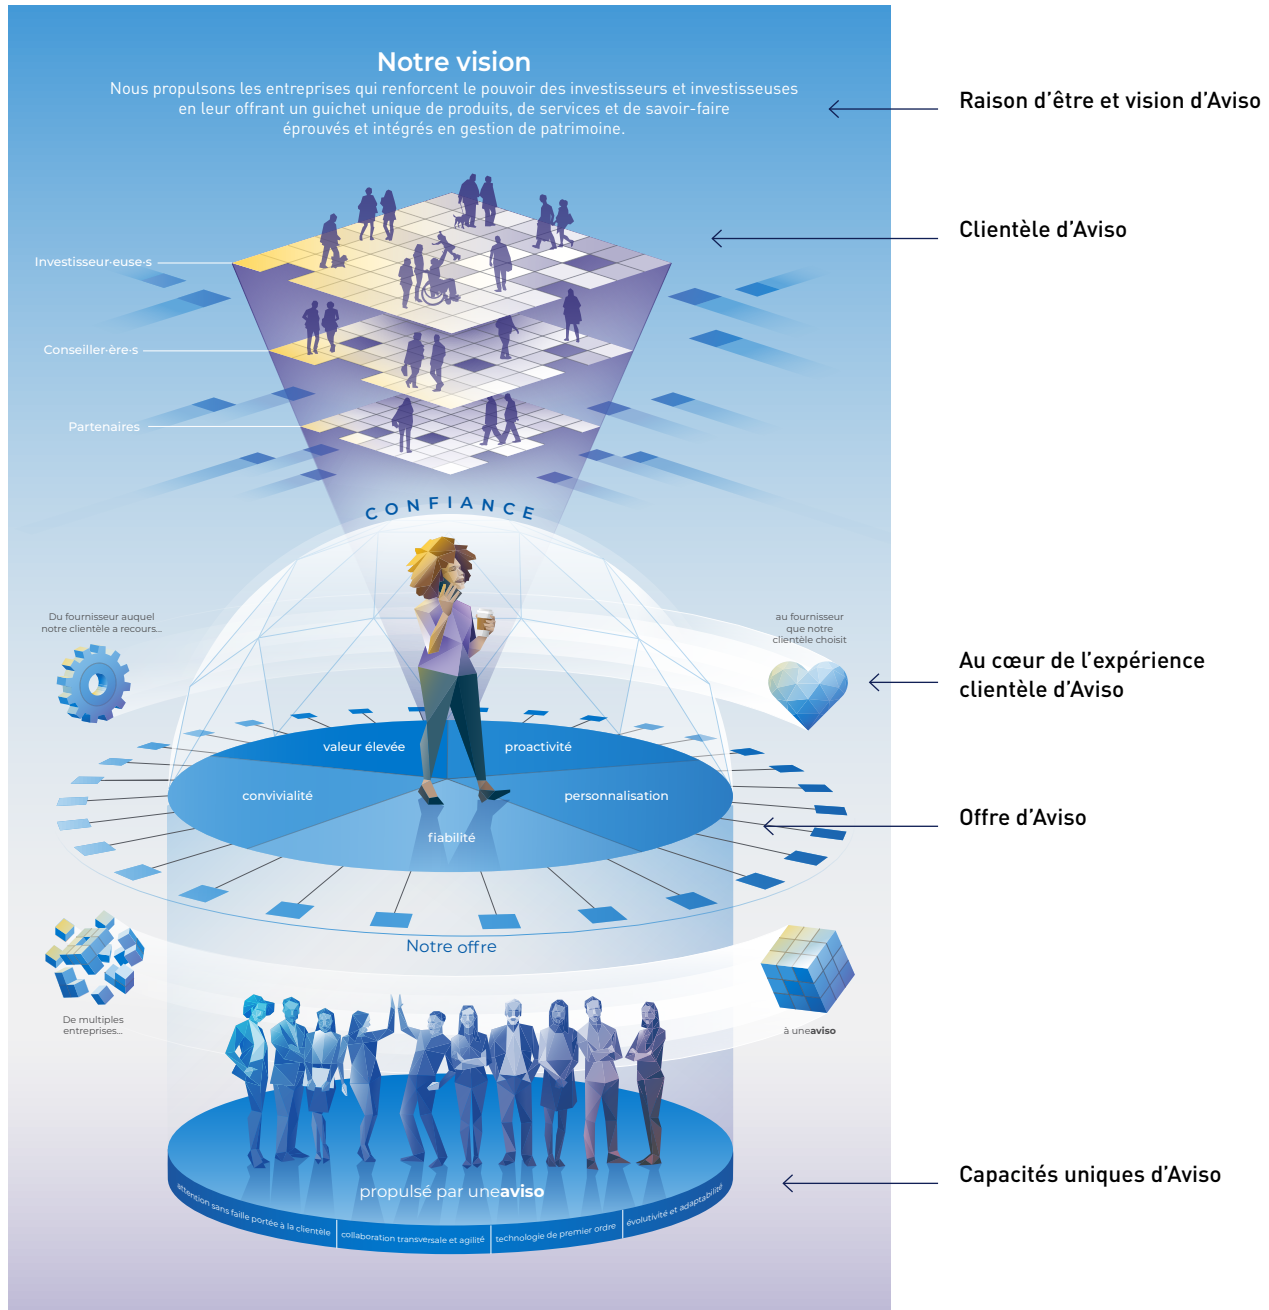 Notre vision
Nous propulsons les entreprises qui renforcent le pouvoir des investisseurs et investisseuses
en leur offrant un guichet unique de produits, de services et de savoir-faire
éprouvés et intégrés en gestion de patrimoine.
Raison d’être et vision d’Aviso
Clientèle d’Aviso
Investisseur·euse·s
Conseiller·ère·s
Partenaires
CONFIANCE
Du fournisseur auquel
notre clientèle a recours...
au fournisseur
que notre
clientèle choisit
Au cœur de l’expérience
clientèle d’Aviso
valeur élevée
proactivité
convivialité
personnalisation
fiabilité
Offre d’Aviso
Notre offre
De multiples
entreprises...
à uneaviso
propulsé par uneaviso
Capacités uniques d’Aviso
attention sans faille portée à la clientèle
collaboration transversale et agilité
technologie de premier ordre
évolutivité et adaptabilité